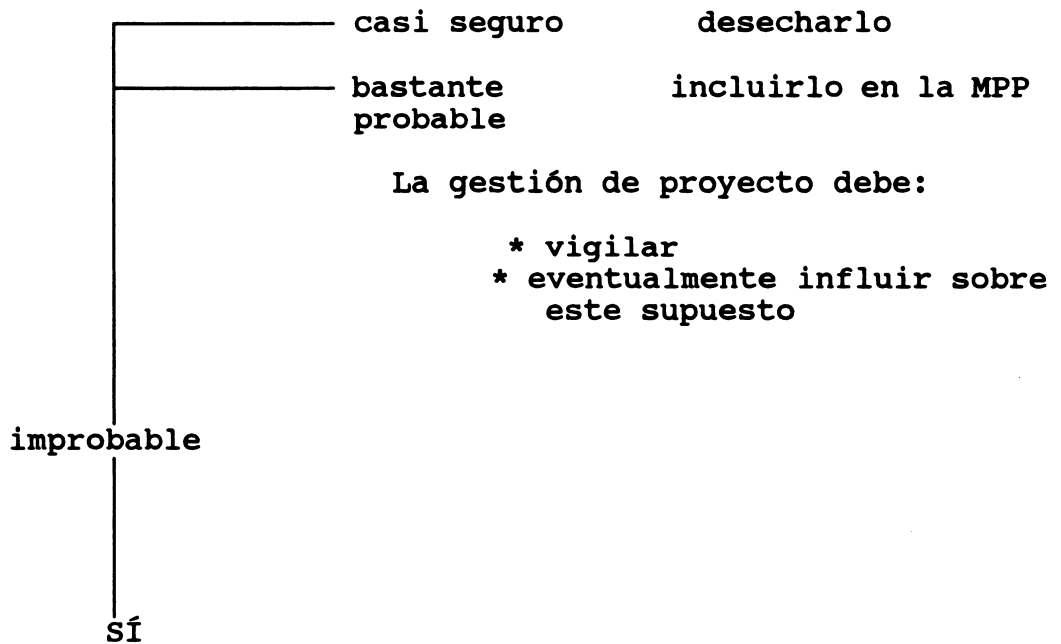 casi seguro desecharlo
bastante incluirlo en la MPP
probable
La gestión de proyecto debe:
* vigilar
* eventualmente influir sobre
este supuesto
improbable
SÍ